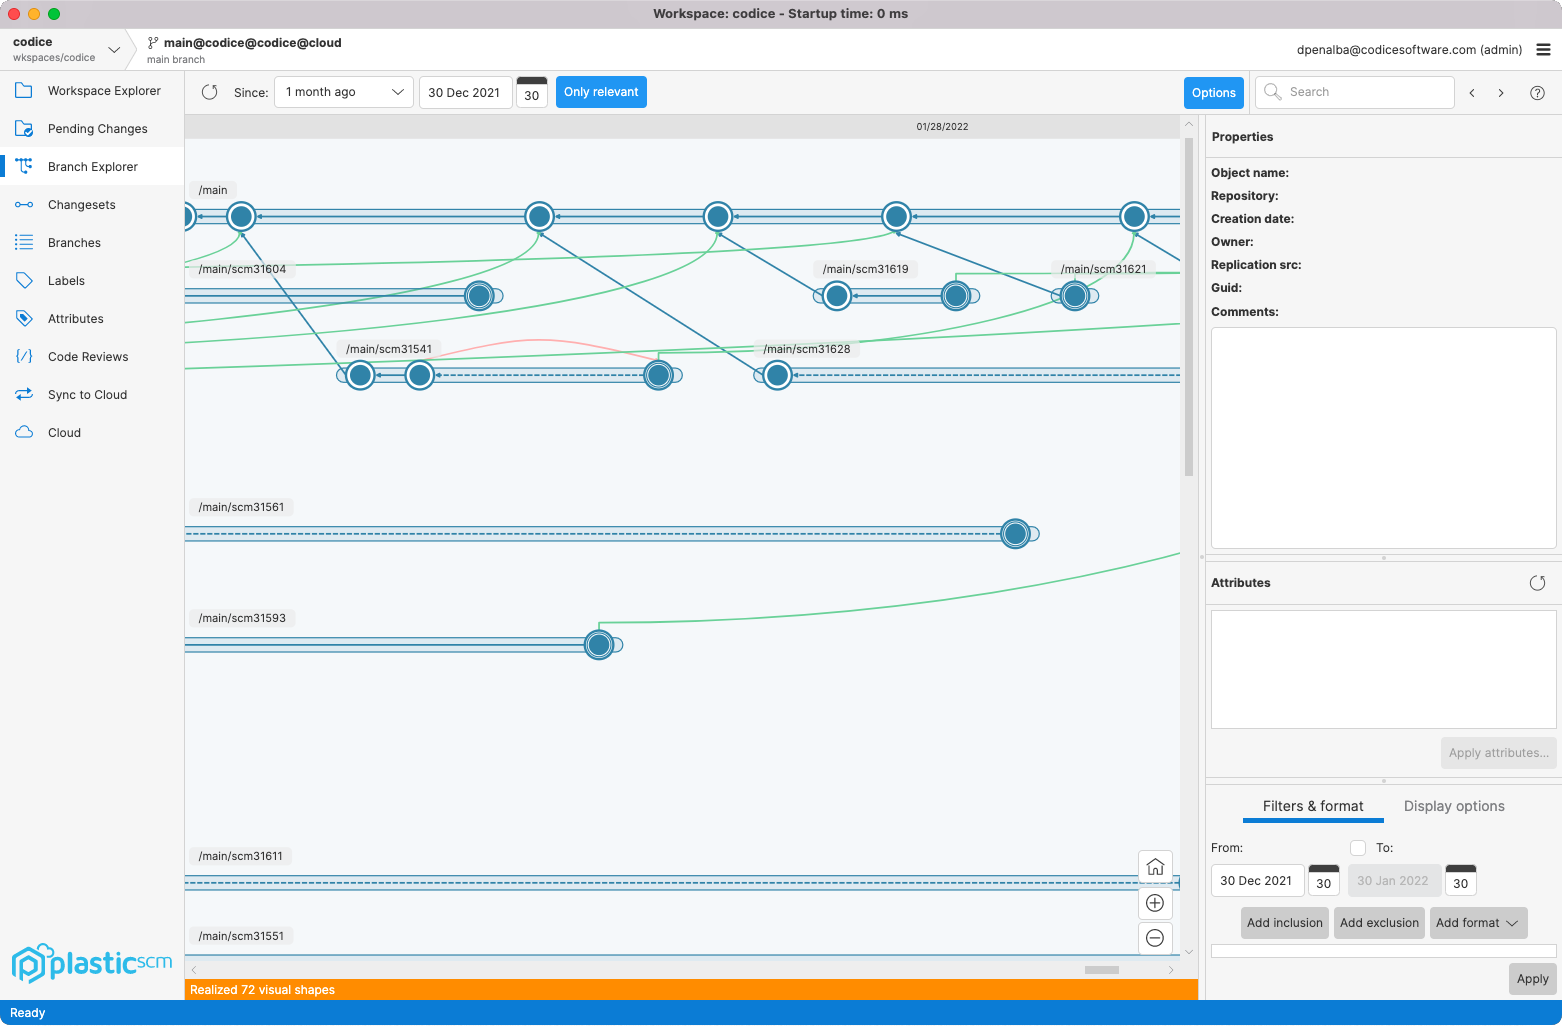 Workspace: codice - Startup time: 0 ms
codice
wkspaces/codice
main@codice@codice@cloud
main branch
dpenalba@codicesoftware.com (admin)
Workspace Explorer
Pending Changes
Branch Explorer
Changesets
Branches
Labels
Attributes
Code Reviews
Sync to Cloud
Cloud
plasticscm
Since:
1 month ago
30 Dec 2021
30
Only relevant
Options
Search
01/28/2022
/main
/main/scm31604
/main/scm31619
/main/scm31621
/main/scm31541
/main/scm31628
/main/scm31561
/main/scm31593
/main/scm31611
/main/scm31551
Realized 72 visual shapes
Properties
Object name:
Repository:
Creation date:
Owner:
Replication src:
Guid:
Comments:
Attributes
Apply attributes...
Filters & format
Display options
From:
To:
30 Dec 2021
30
30 Jan 2022
30
Add inclusion
Add exclusion
Add format
Apply
Ready